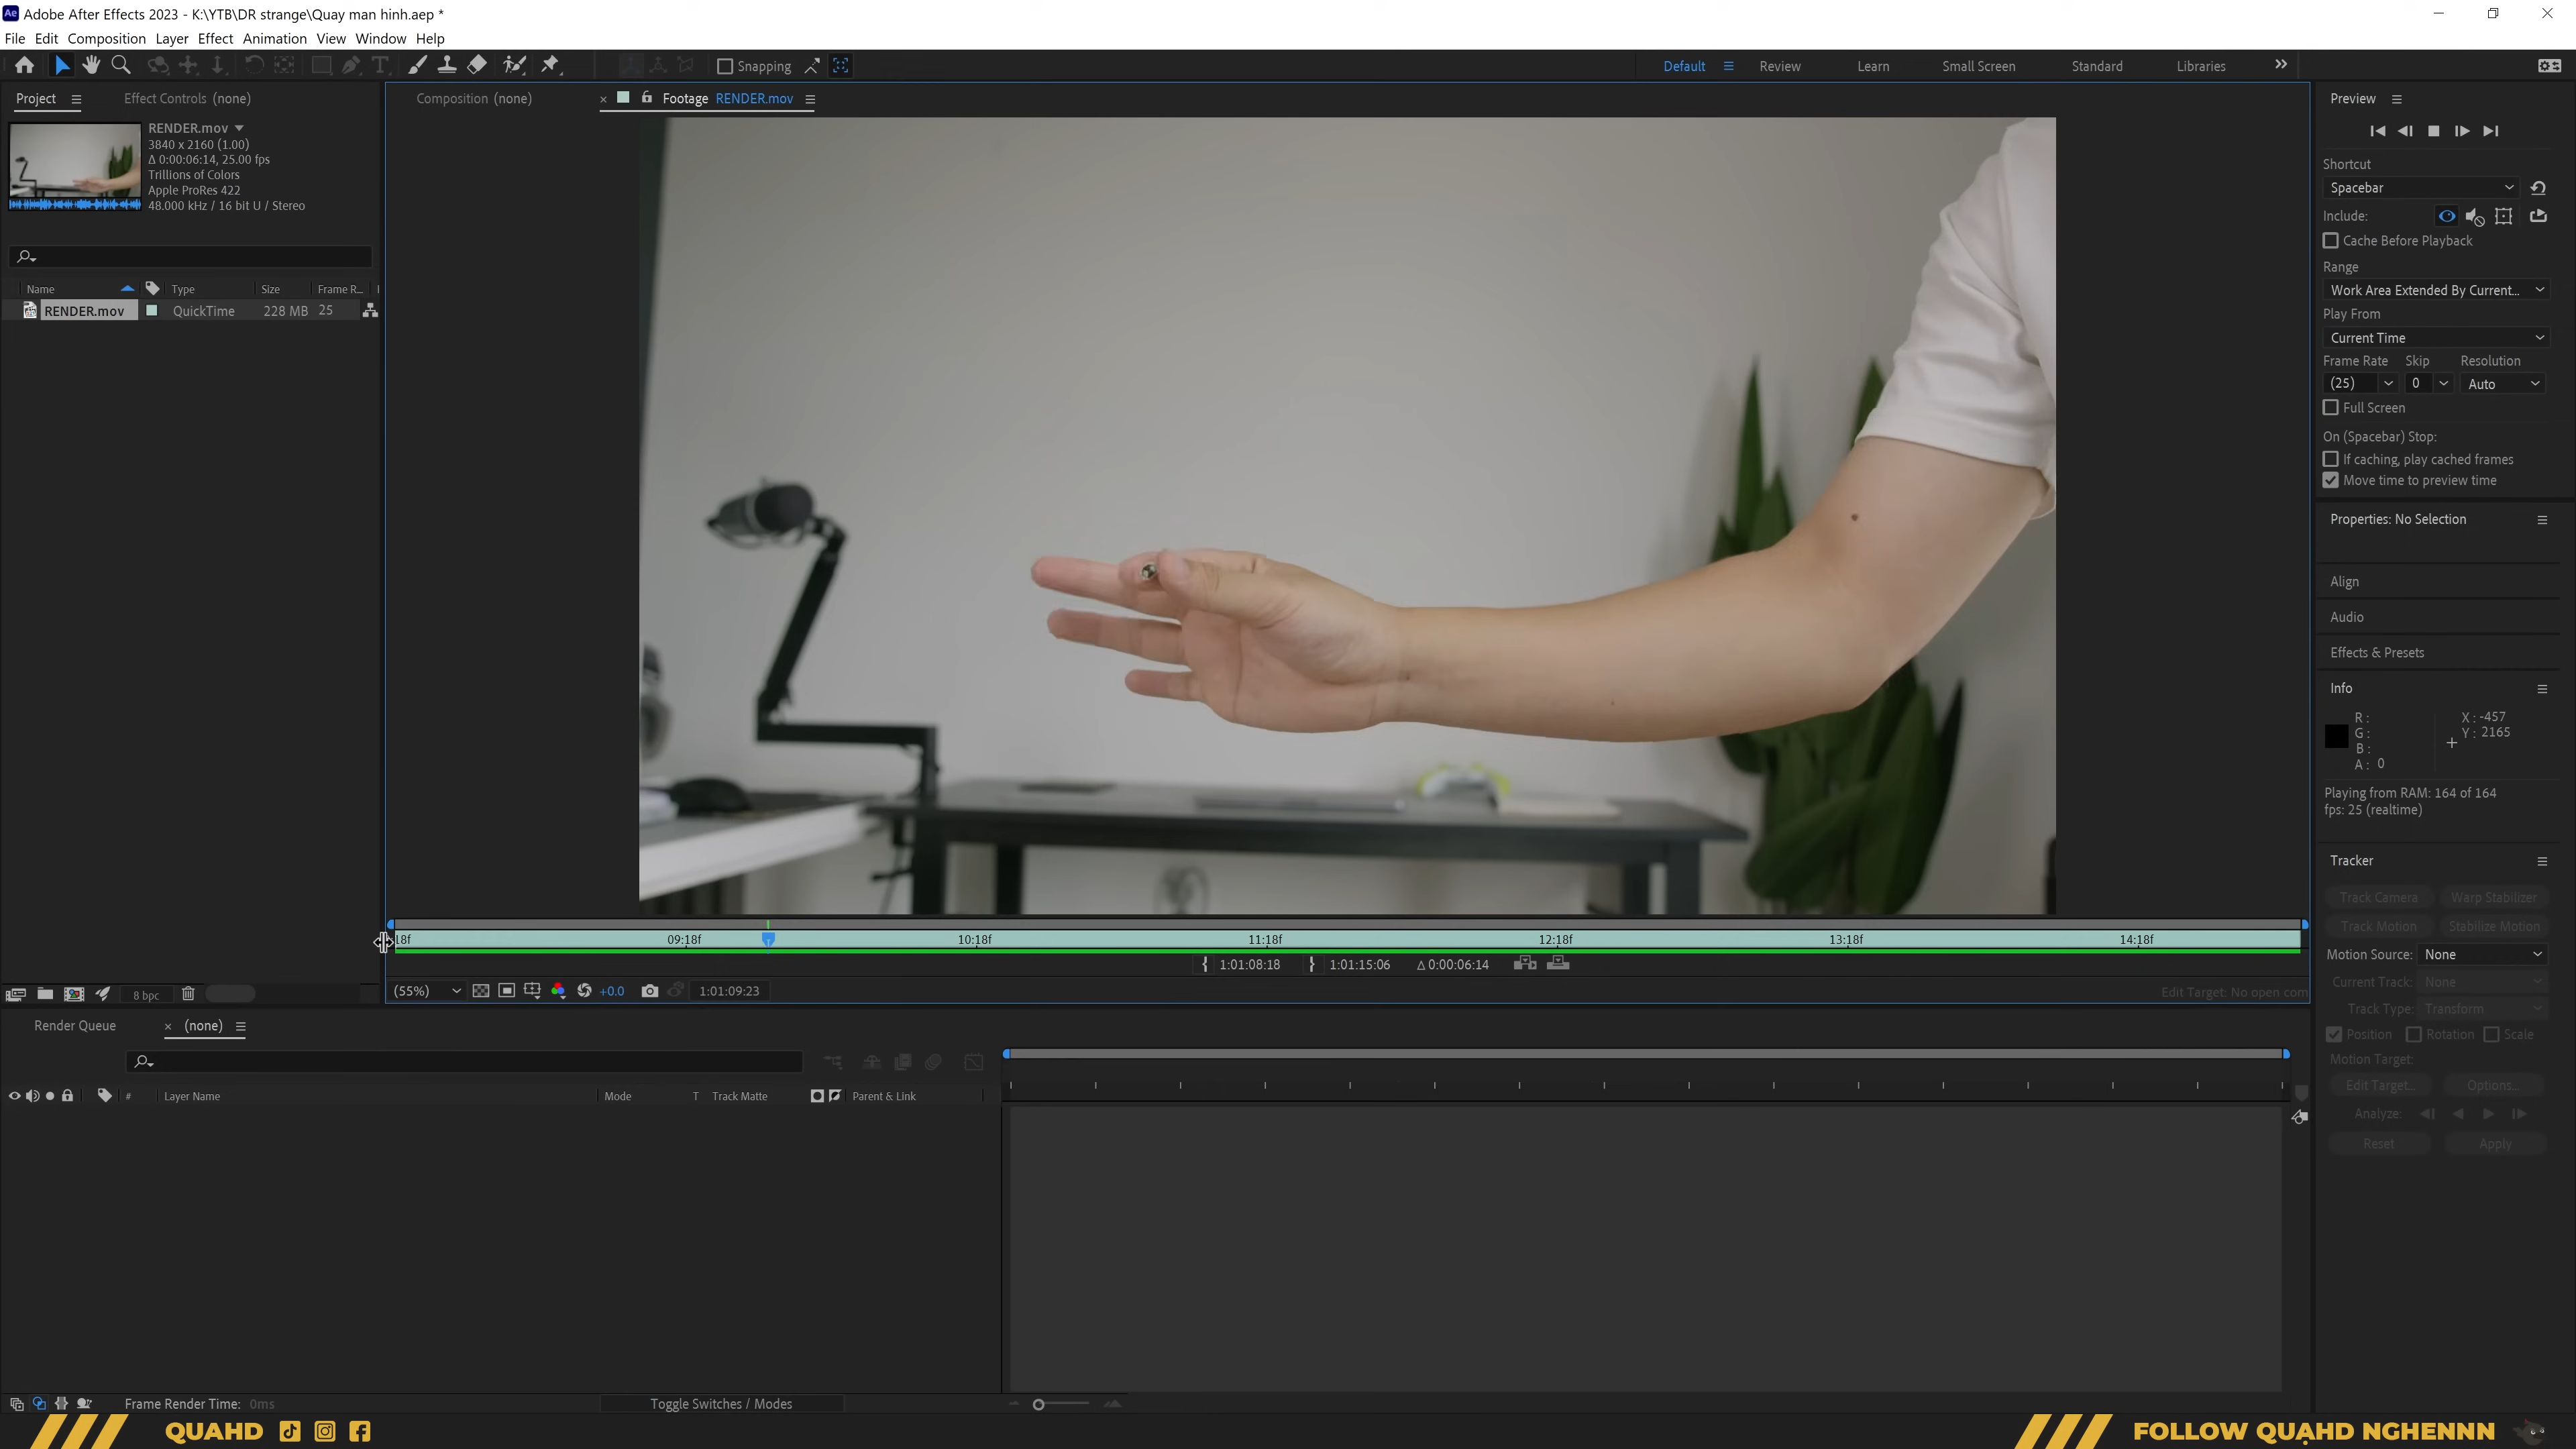 Adobe After Effects 2023 - K:\YTB\DR strange\Quay man hinh.aep *
File Edit Composition Layer Effect Animation View Window Help
Snapping
Default Review Learn Small Screen Standard Libraries
Project Effect Controls (none)
Composition (none) Footage RENDER.mov
RENDER.mov
3840 x 2160 (1.00)
Δ 0:00:06:14, 25.00 fps
Trillions of Colors
Apple ProRes 422
48.000 kHz / 16 bit U / Stereo
Name Type Size Frame R...
RENDER.mov QuickTime 228 MB 25
Preview
Shortcut
Spacebar
Include:
Cache Before Playback
Range
Work Area Extended By Current...
Play From
Current Time
Frame Rate Skip Resolution
(25) 0 Auto
Full Screen
On (Spacebar) Stop:
If caching, play cached frames
Move time to preview time
Properties: No Selection
Align
Audio
Effects & Presets
Info
R:
G:
B:
A: 0
X: -457
Y: 2165
Playing from RAM: 164 of 164
fps: 25 (realtime)
Tracker
Track Camera Warp Stabilizer
Track Motion Stabilize Motion
Motion Source: None
Current Track: None
Track Type: Transform
Position Rotation Scale
Motion Target:
Edit Target... Options...
Analyze:
Reset Apply
18f 09:18f 10:18f 11:18f 12:18f 13:18f 14:18f
1:01:08:18 1:01:15:06 Δ 0:00:06:14
8 bpc
(55%) +0.0 1:01:09:23 Edit Target: No open com
Render Queue (none)
# Layer Name Mode T Track Matte Parent & Link
Frame Render Time: 0ms Toggle Switches / Modes
QUAHD
FOLLOW QUẠHD NGHENNN